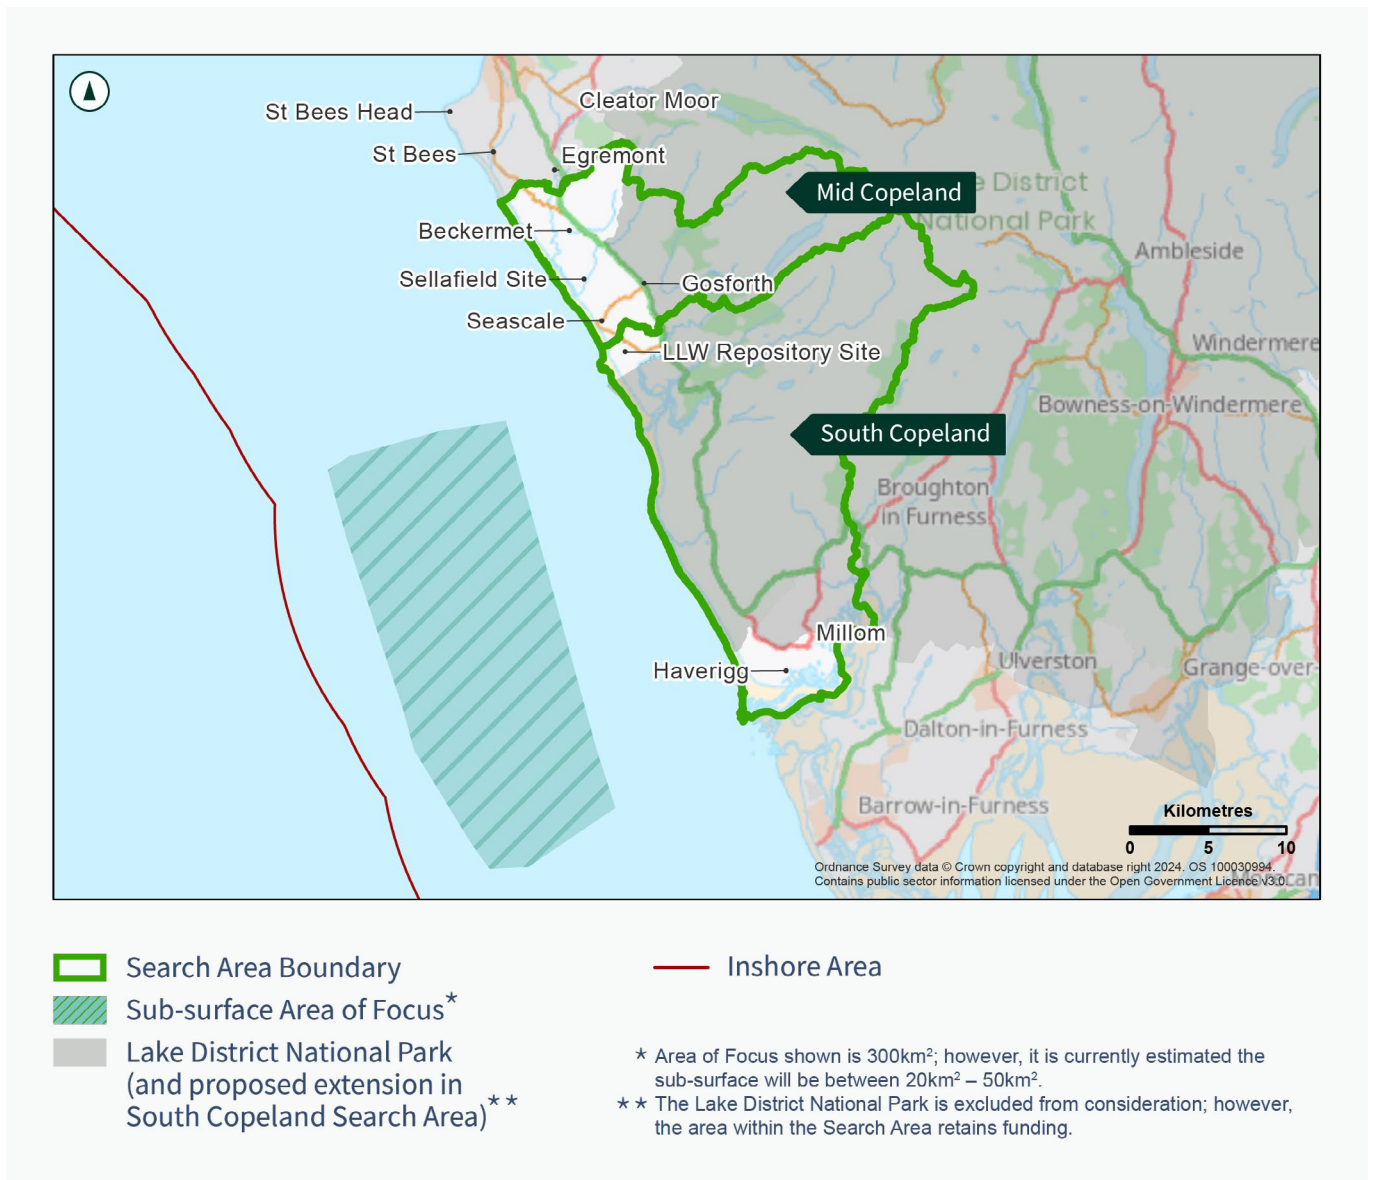 St Bees Head
Cleator Moor
St Bees
Egremont
Mid Copeland
e District
National Park
Beckermet
Ambleside
Sellafield Site
Gosforth
Seascale
Windermere
LLW Repository Site
Bowness-on-Windermere
South Copeland
Broughton
in Furness
Millom
Haverigg
Ulverston
Grange-over-
Dalton-in-Furness
Barrow-in-Furness
Kilometres
0 5 10
Ordnance Survey data © Crown copyright and database right 2024. OS 100030994.
Contains public sector information licensed under the Open Government Licence v3.0.
Search Area Boundary
Inshore Area
Sub-surface Area of Focus*
Lake District National Park
(and proposed extension in
South Copeland Search Area)**
* Area of Focus shown is 300km²; however, it is currently estimated the
sub-surface will be between 20km² – 50km².
** The Lake District National Park is excluded from consideration; however,
the area within the Search Area retains funding.